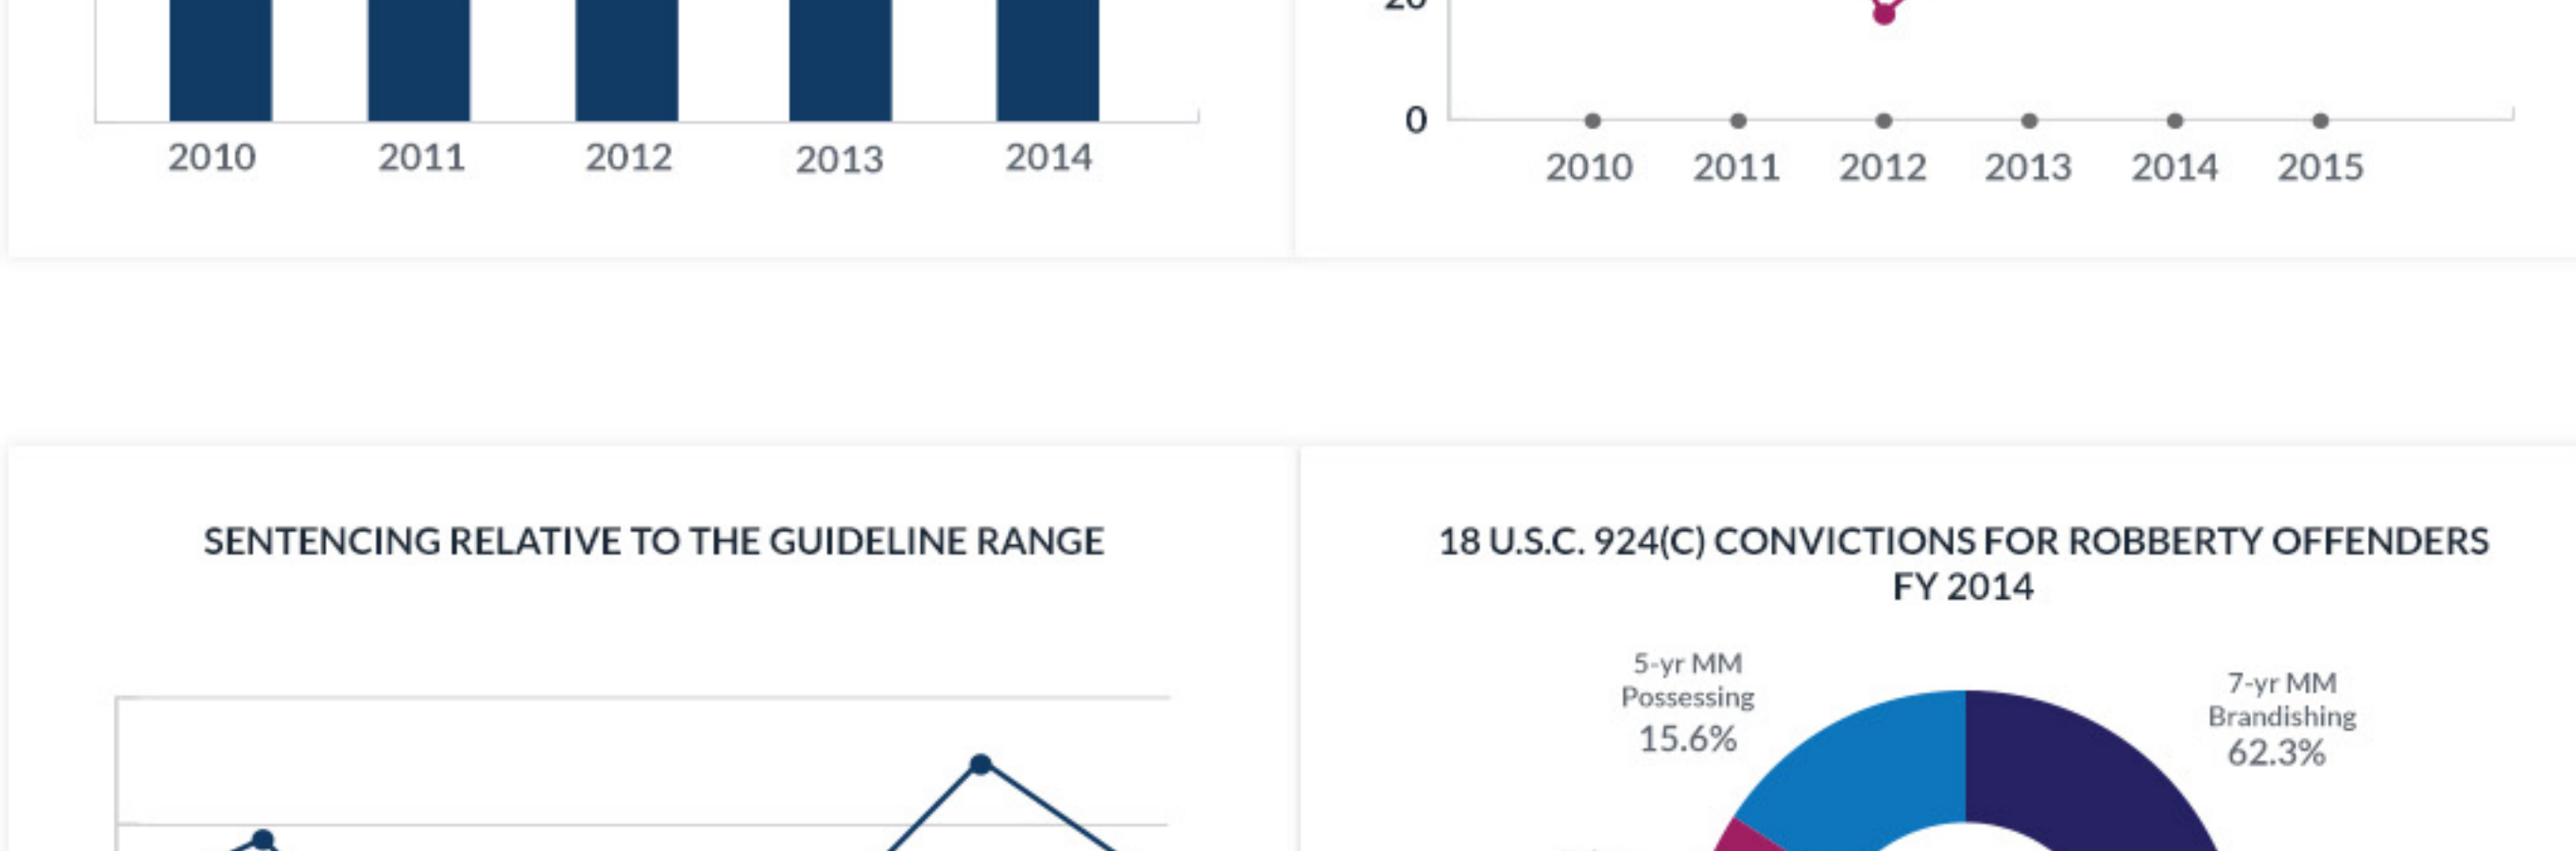 2010 2011 2012 2013 2014
20
0
2010 2011 2012 2013 2014 2015
SENTENCING RELATIVE TO THE GUIDELINE RANGE
18 U.S.C. 924(C) CONVICTIONS FOR ROBBERTY OFFENDERS
FY 2014
5-yr MM
Possessing
15.6%
7-yr MM
Brandishing
62.3%